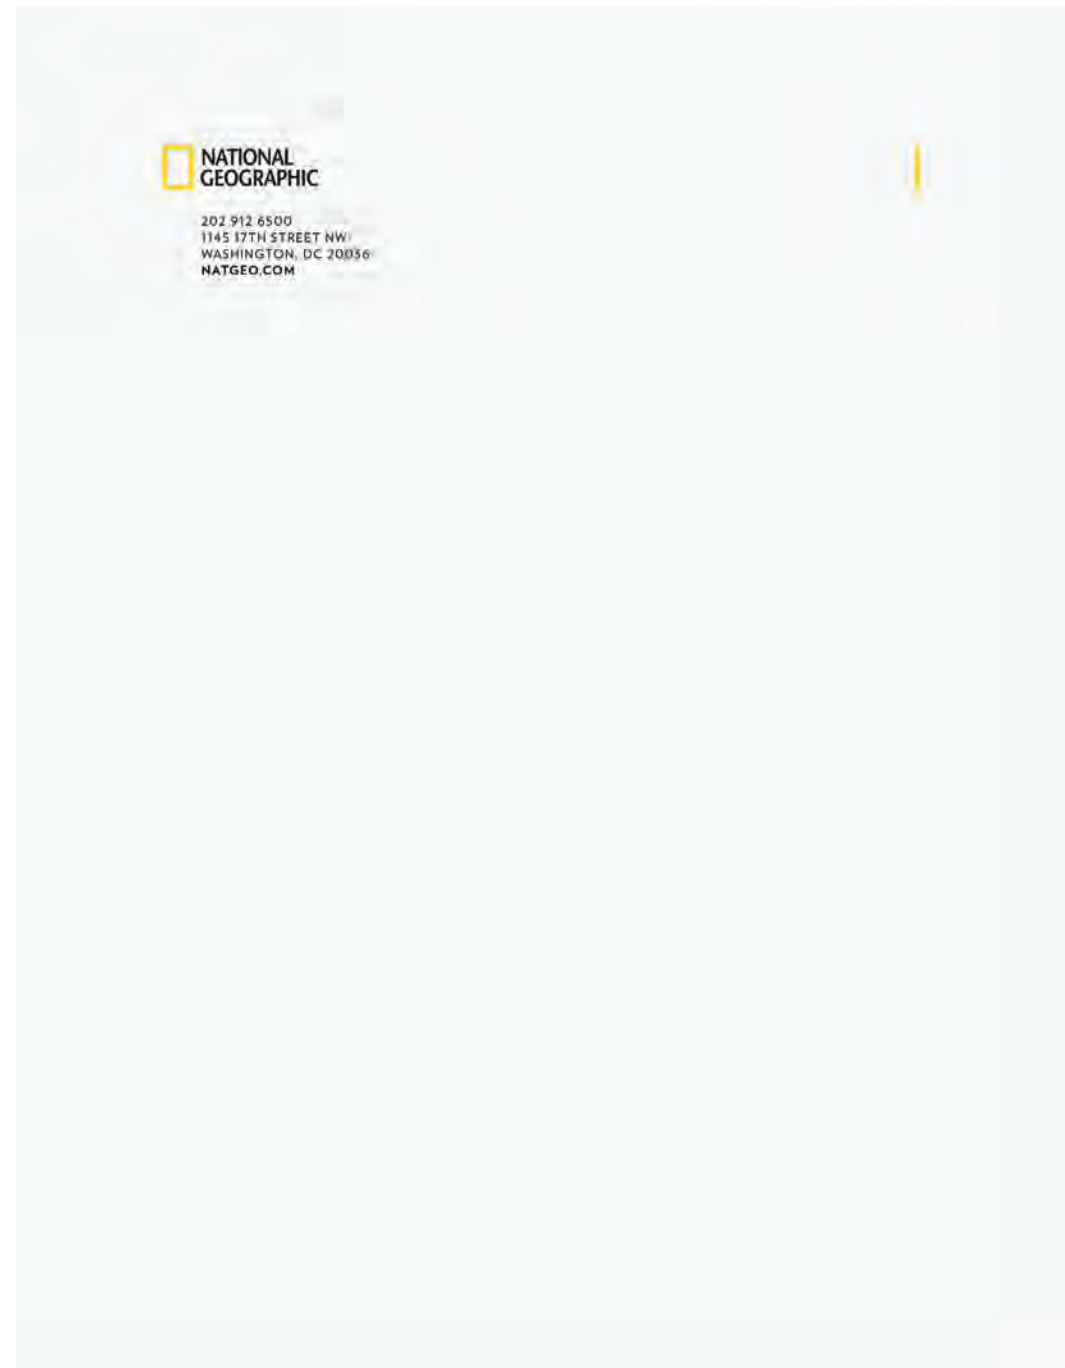 NATIONAL
GEOGRAPHIC
202 912 6500
1145 17TH STREET NW
WASHINGTON, DC 20036
NATGEO.COM